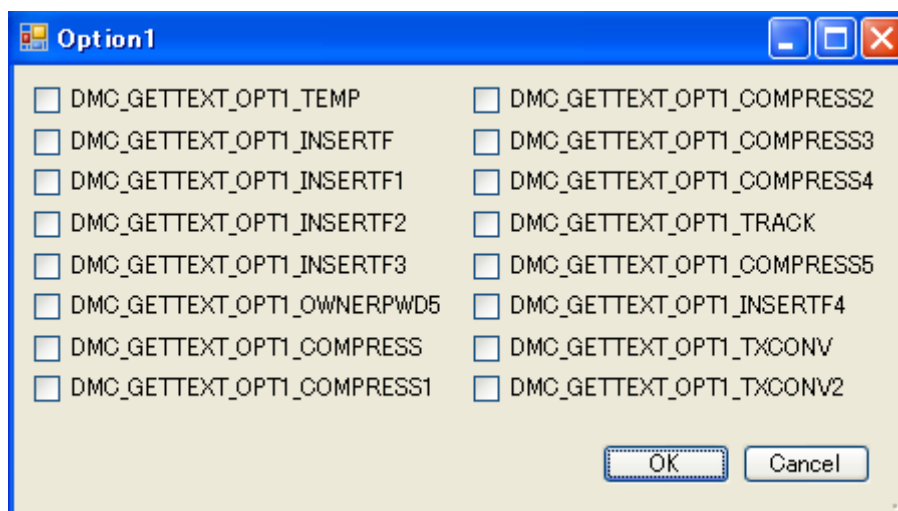 Option1
DMC_GETTEXT_OPT1_TEMP
DMC_GETTEXT_OPT1_INSERTF
DMC_GETTEXT_OPT1_INSERTF1
DMC_GETTEXT_OPT1_INSERTF2
DMC_GETTEXT_OPT1_INSERTF3
DMC_GETTEXT_OPT1_OWNERPWD5
DMC_GETTEXT_OPT1_COMPRESS
DMC_GETTEXT_OPT1_COMPRESS1
DMC_GETTEXT_OPT1_COMPRESS2
DMC_GETTEXT_OPT1_COMPRESS3
DMC_GETTEXT_OPT1_COMPRESS4
DMC_GETTEXT_OPT1_TRACK
DMC_GETTEXT_OPT1_COMPRESS5
DMC_GETTEXT_OPT1_INSERTF4
DMC_GETTEXT_OPT1_TXCONV
DMC_GETTEXT_OPT1_TXCONV2
OK
Cancel